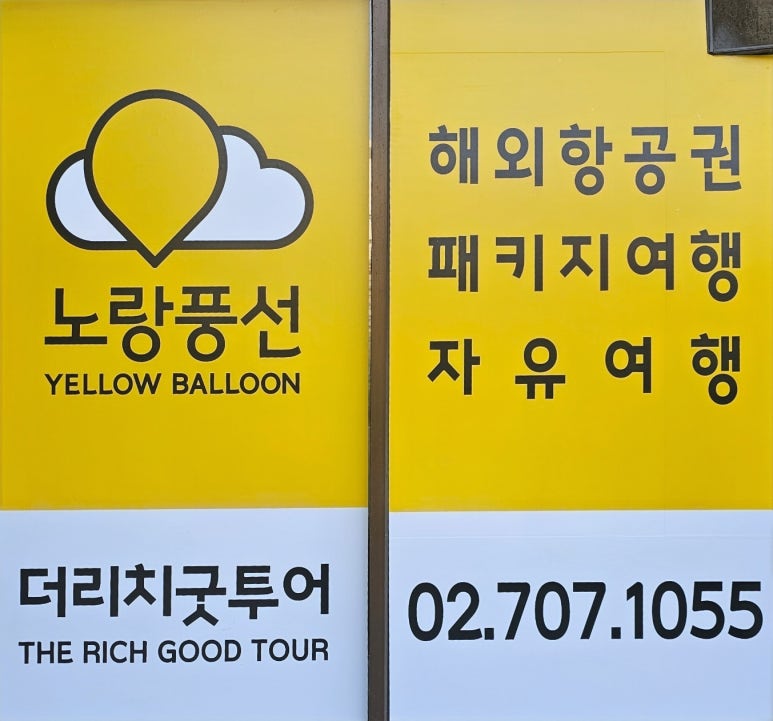 노랑풍선
YELLOW BALLOON
더리치굿투어
THE RICH GOOD TOUR
해외항공권
패키지여행
자유여행
02.707.1055